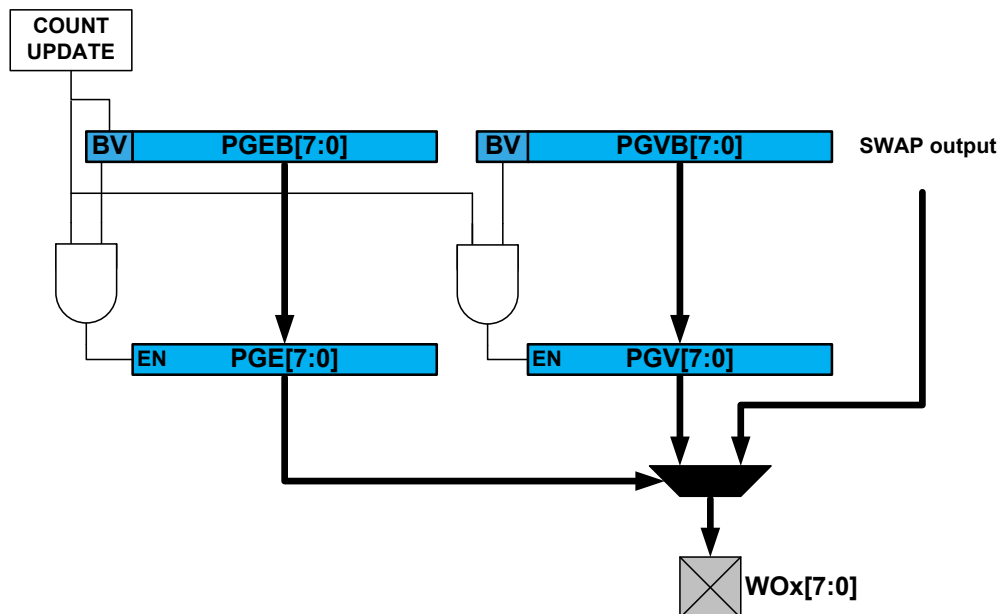 COUNT
UPDATE
BV PGEB[7:0]
BV PGVB[7:0]
SWAP output
EN PGE[7:0]
EN PGV[7:0]
WOx[7:0]